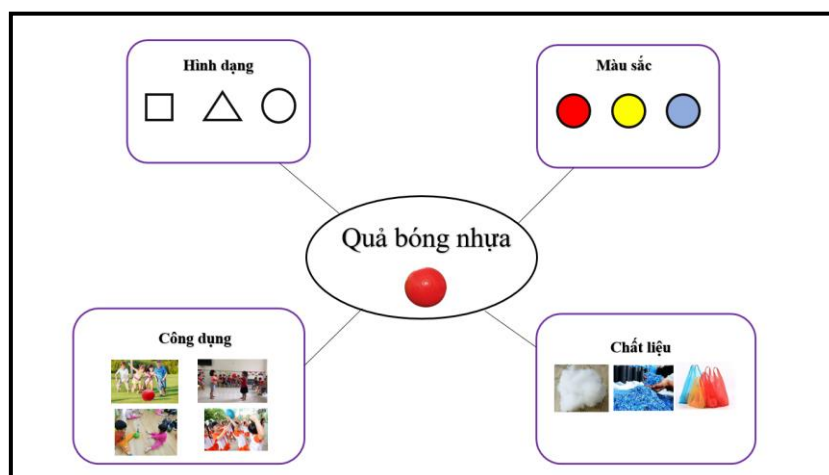 Hình dạng
Màu sắc
Quả bóng nhựa
Công dụng
Chất liệu